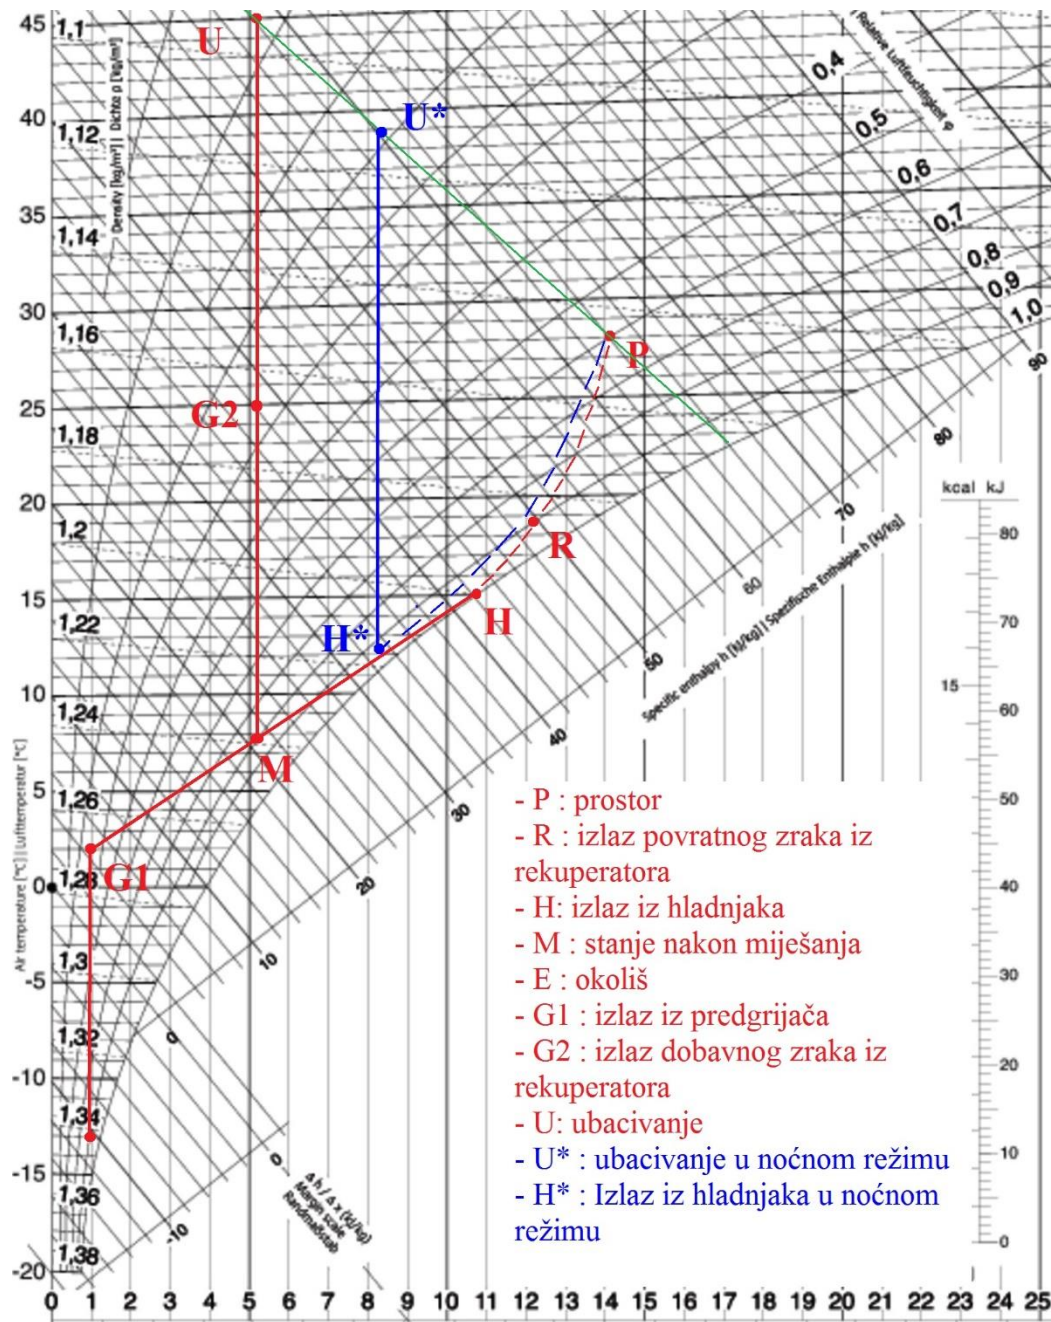 45
40
35
30
25
20
15
10
5
0
-5
-10
-15
-20
1,1
1,12
1,14
1,16
1,18
1,2
1,22
1,24
1,26
1,28
1,3
1,32
1,34
1,36
1,38
Density [kg/m³] | Dichte ρ [kg/m³]
Air temperature [°C] | Lufttemperatur [°C]
| Relative Luftfeuchtigkeit φ
0,4
0,5
0,6
0,7
0,8
0,9
1,0
U
U*
P
G2
R
H
H*
M
G1
90
80
70
60
50
40
30
20
10
0
-10
Specific enthalpy h [kJ/kg] | Spezifische Enthalpie h [kJ/kg]
0
Δ h / Δ x (kJ/kg)
Margin scale
Randmaßstab
kcal kJ
80
70
15
60
50
40
30
20
10
0
- P : prostor
- R : izlaz povratnog zraka iz
rekuperatora
- H: izlaz iz hladnjaka
- M : stanje nakon miješanja
- E : okoliš
- G1 : izlaz iz predgrijača
- G2 : izlaz dobavnog zraka iz
rekuperatora
- U: ubacivanje
- U* : ubacivanje u noćnom režimu
- H* : Izlaz iz hladnjaka u noćnom
režimu
0 1 2 3 4 5 6 7 8 9 10 11 12 13 14 15 16 17 18 19 20 21 22 23 24 25